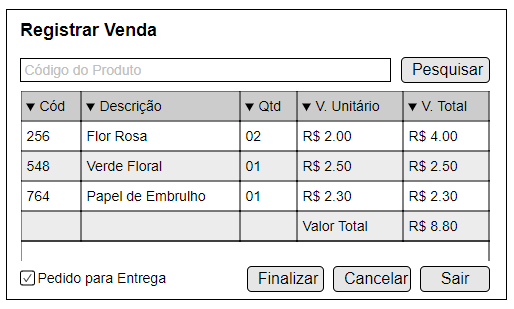 Registrar Venda
Código do Produto Pesquisar
Cód Descrição Qtd V. Unitário V. Total
256 Flor Rosa 02 R$ 2.00 R$ 4.00
548 Verde Floral 01 R$ 2.50 R$ 2.50
764 Papel de Embrulho 01 R$ 2.30 R$ 2.30
Valor Total R$ 8.80
Pedido para Entrega Finalizar Cancelar Sair